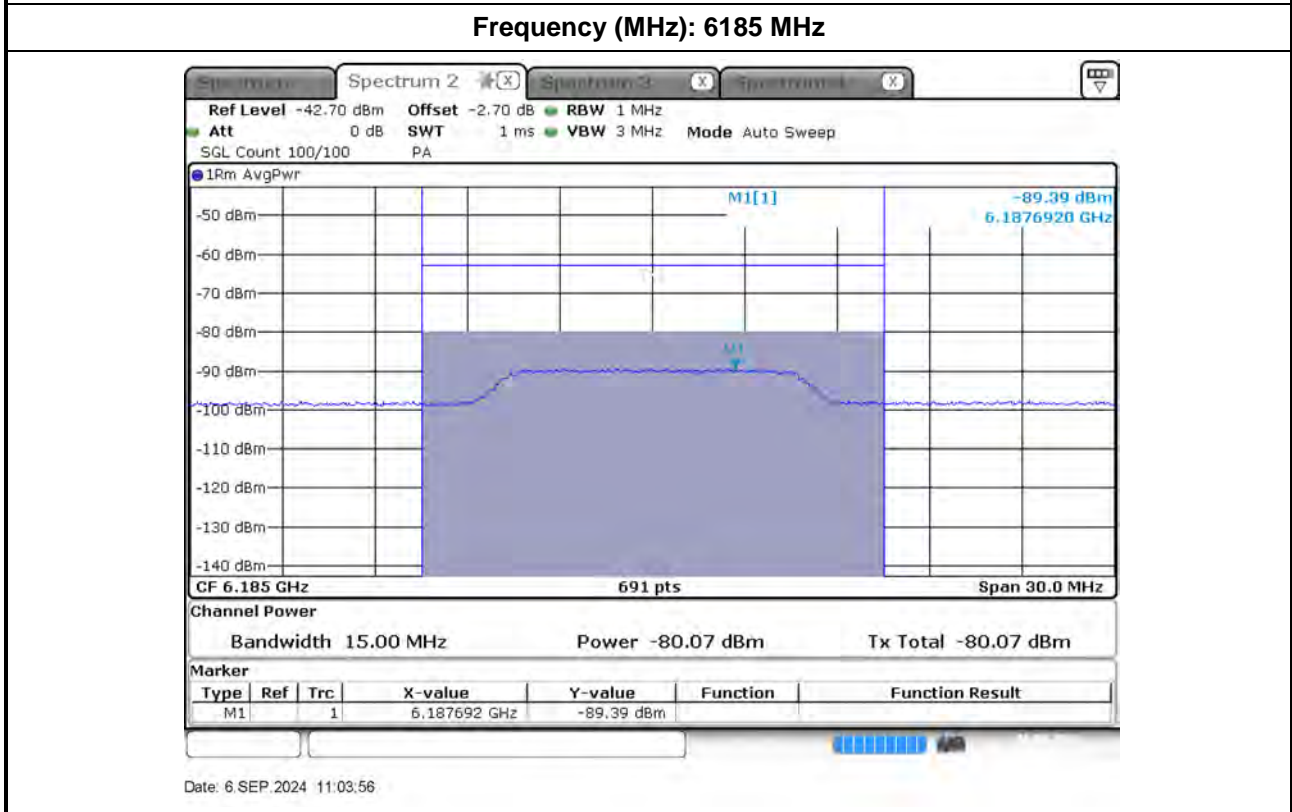 Frequency (MHz): 6185 MHz
Spectrum 2
Ref Level -42.70 dBm Offset -2.70 dB RBW 1 MHz
Att 0 dB SWT 1 ms VBW 3 MHz Mode Auto Sweep
SGL Count 100/100 PA
1Rm AvgPwr
M1[1] -89.39 dBm
6.1876920 GHz
-50 dBm
-60 dBm
-70 dBm
-80 dBm
M1
-90 dBm
-100 dBm
-110 dBm
-120 dBm
-130 dBm
-140 dBm
CF 6.185 GHz 691 pts Span 30.0 MHz
Channel Power
Bandwidth 15.00 MHz Power -80.07 dBm Tx Total -80.07 dBm
Marker
Type Ref Trc X-value Y-value Function Function Result
M1 1 6.187692 GHz -89.39 dBm
Date: 6.SEP.2024 11:03:56